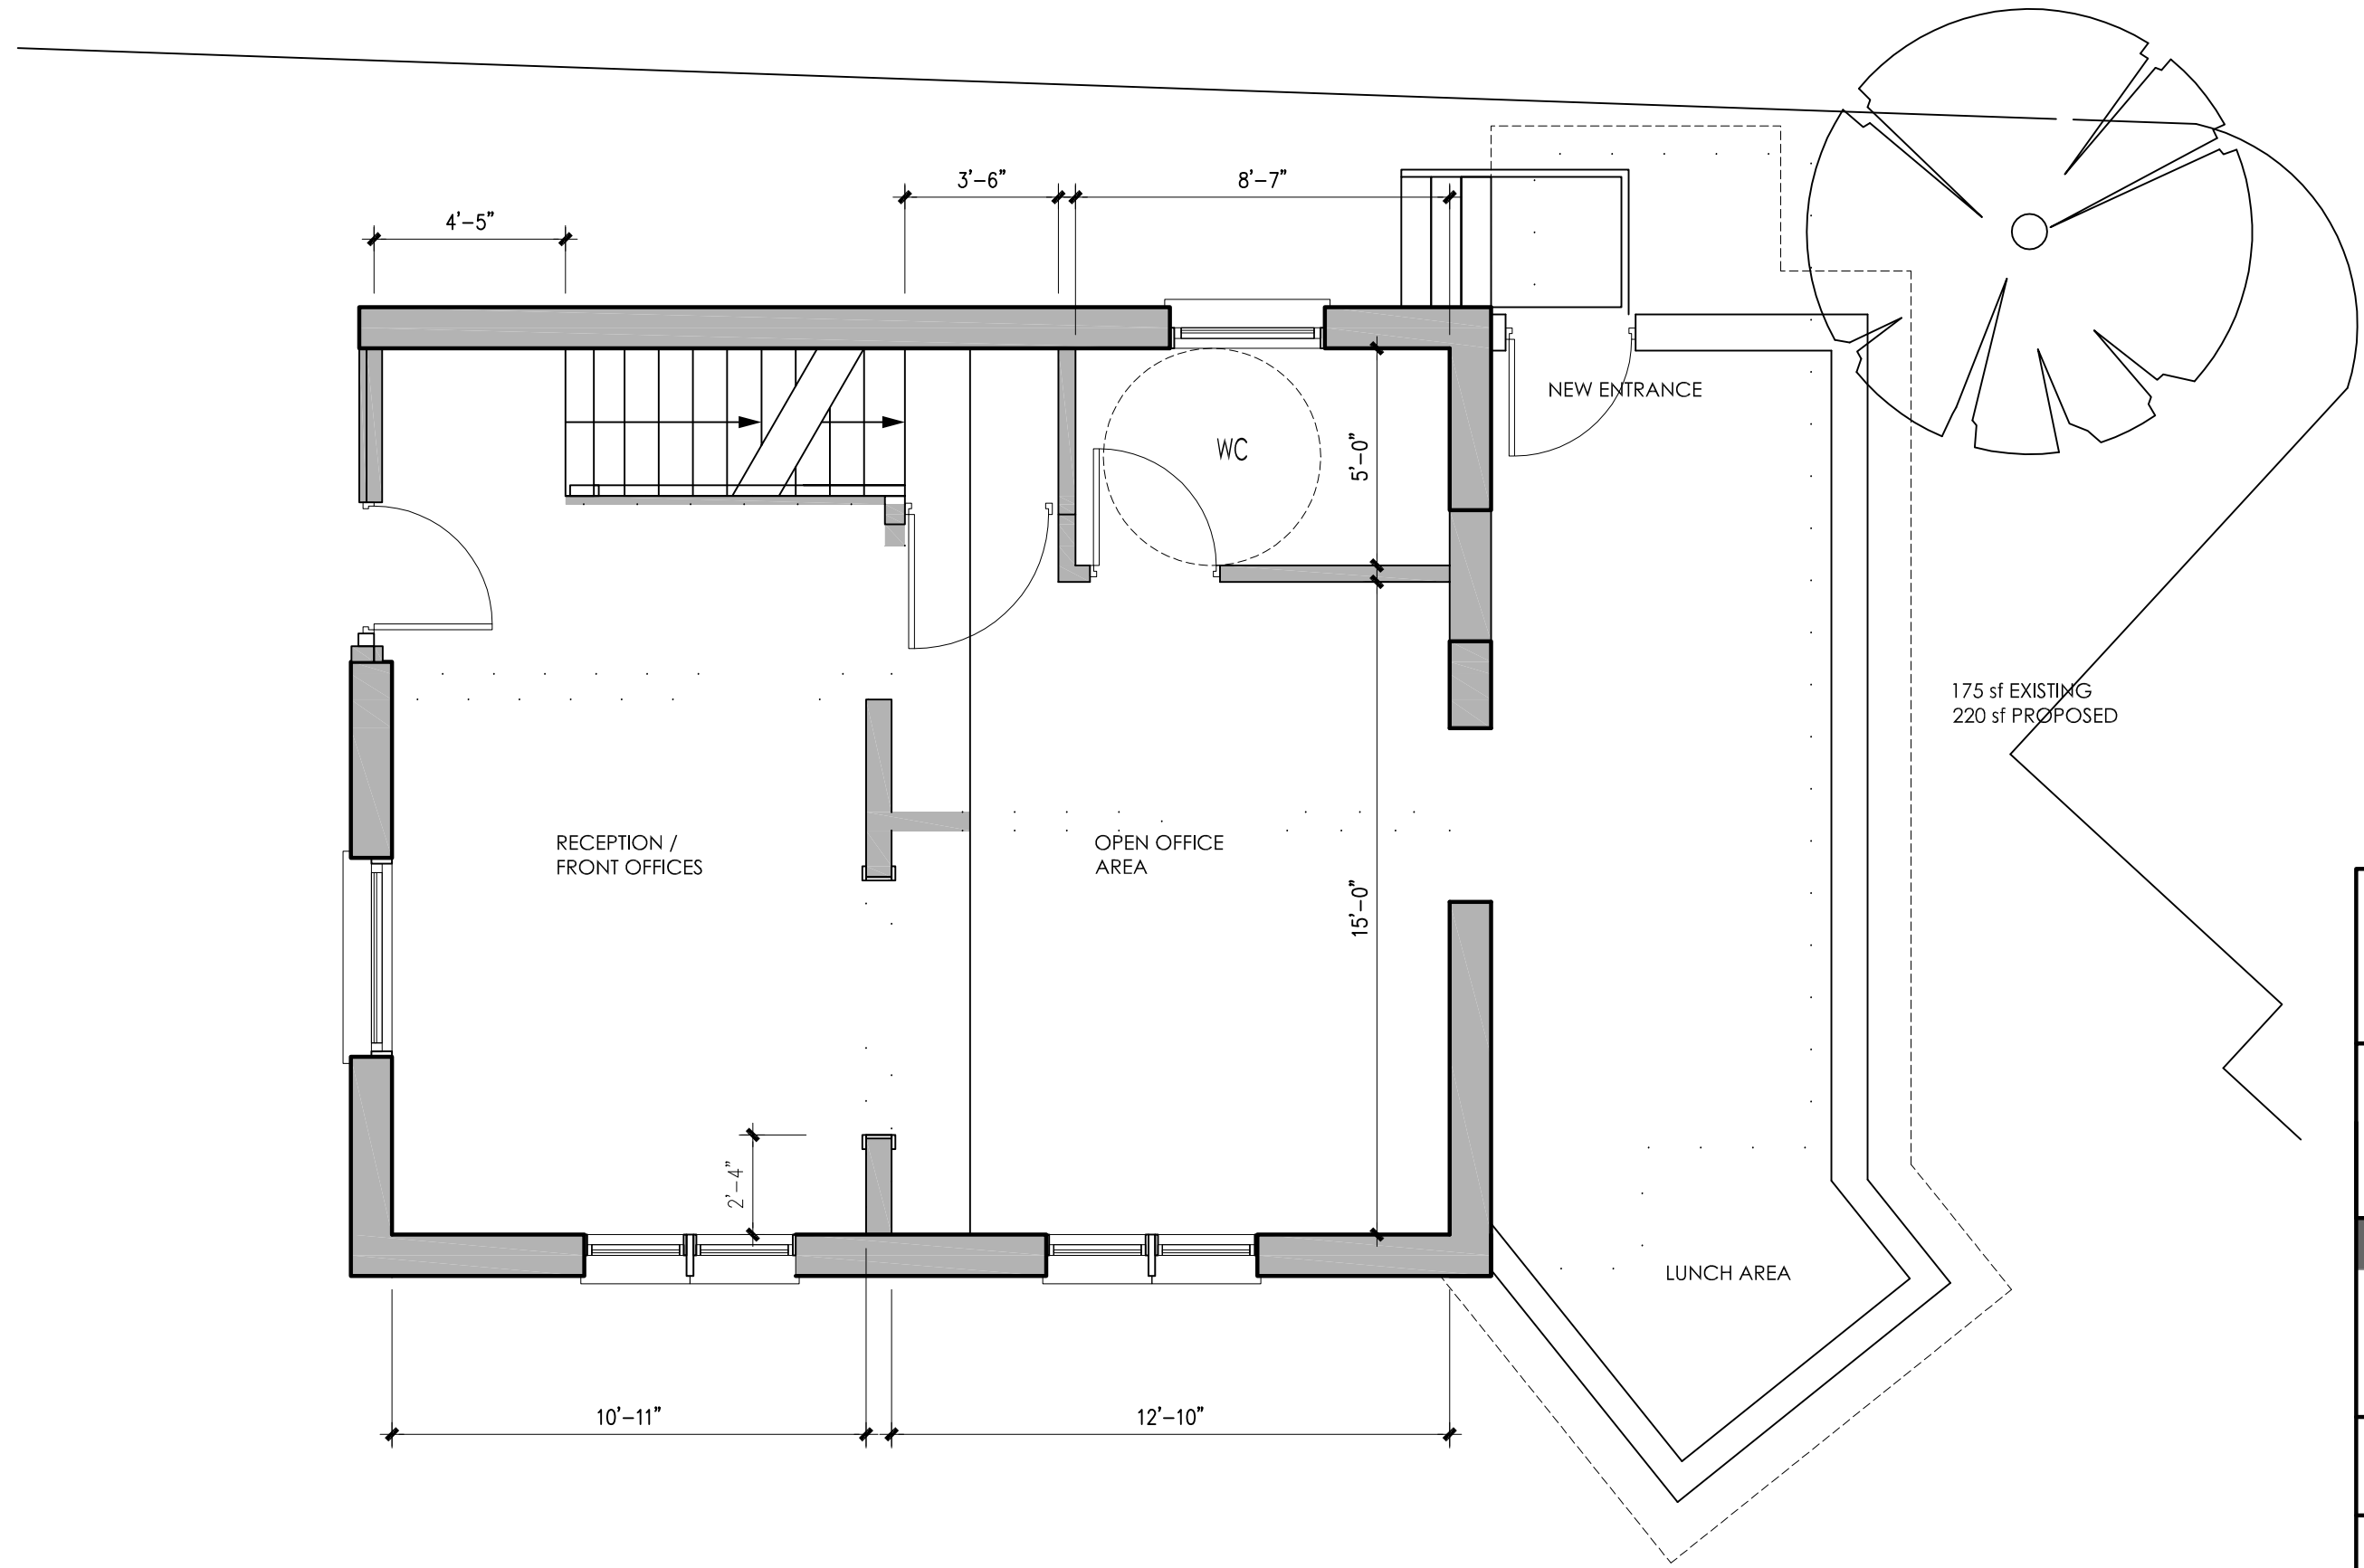 3'-6"
8'-7"
4'-5"
NEW ENTRANCE
WC
5'-0"
175 sf EXISTING
220 sf PROPOSED
RECEPTION /
FRONT OFFICES
OPEN OFFICE
AREA
15'-0"
2'-4"
LUNCH AREA
10'-11"
12'-10"